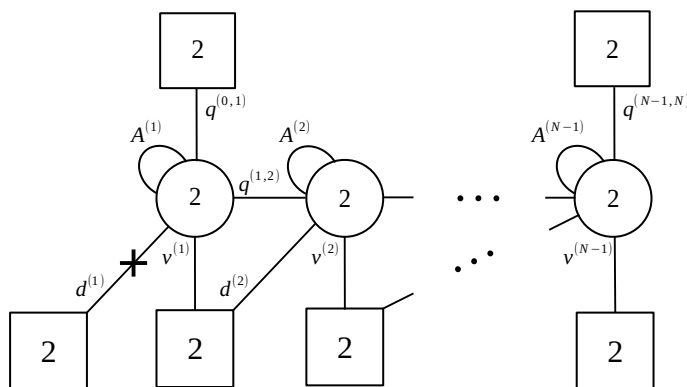 2 2
q^{(0,1)} q^{(N-1,N)}
A^{(1)} A^{(2)} A^{(N-1)}
2 q^{(1,2)} 2 ... 2
v^{(1)} v^{(2)} v^{(N-1)}
d^{(1)} d^{(2)}
2 2 2 2